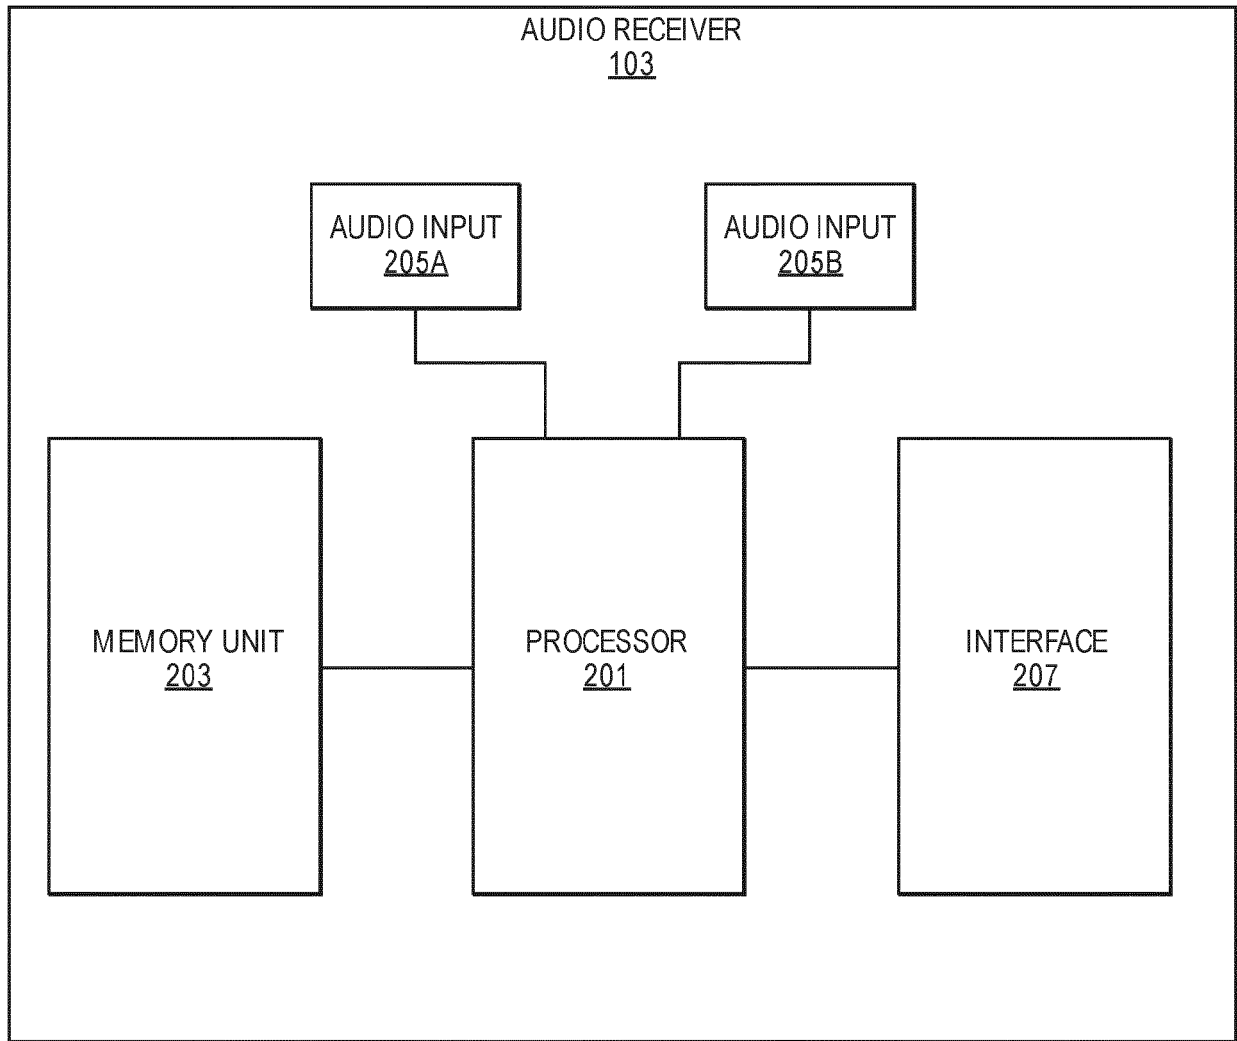 AUDIO RECEIVER
103
AUDIO INPUT
205A
AUDIO INPUT
205B
MEMORY UNIT
203
PROCESSOR
201
INTERFACE
207